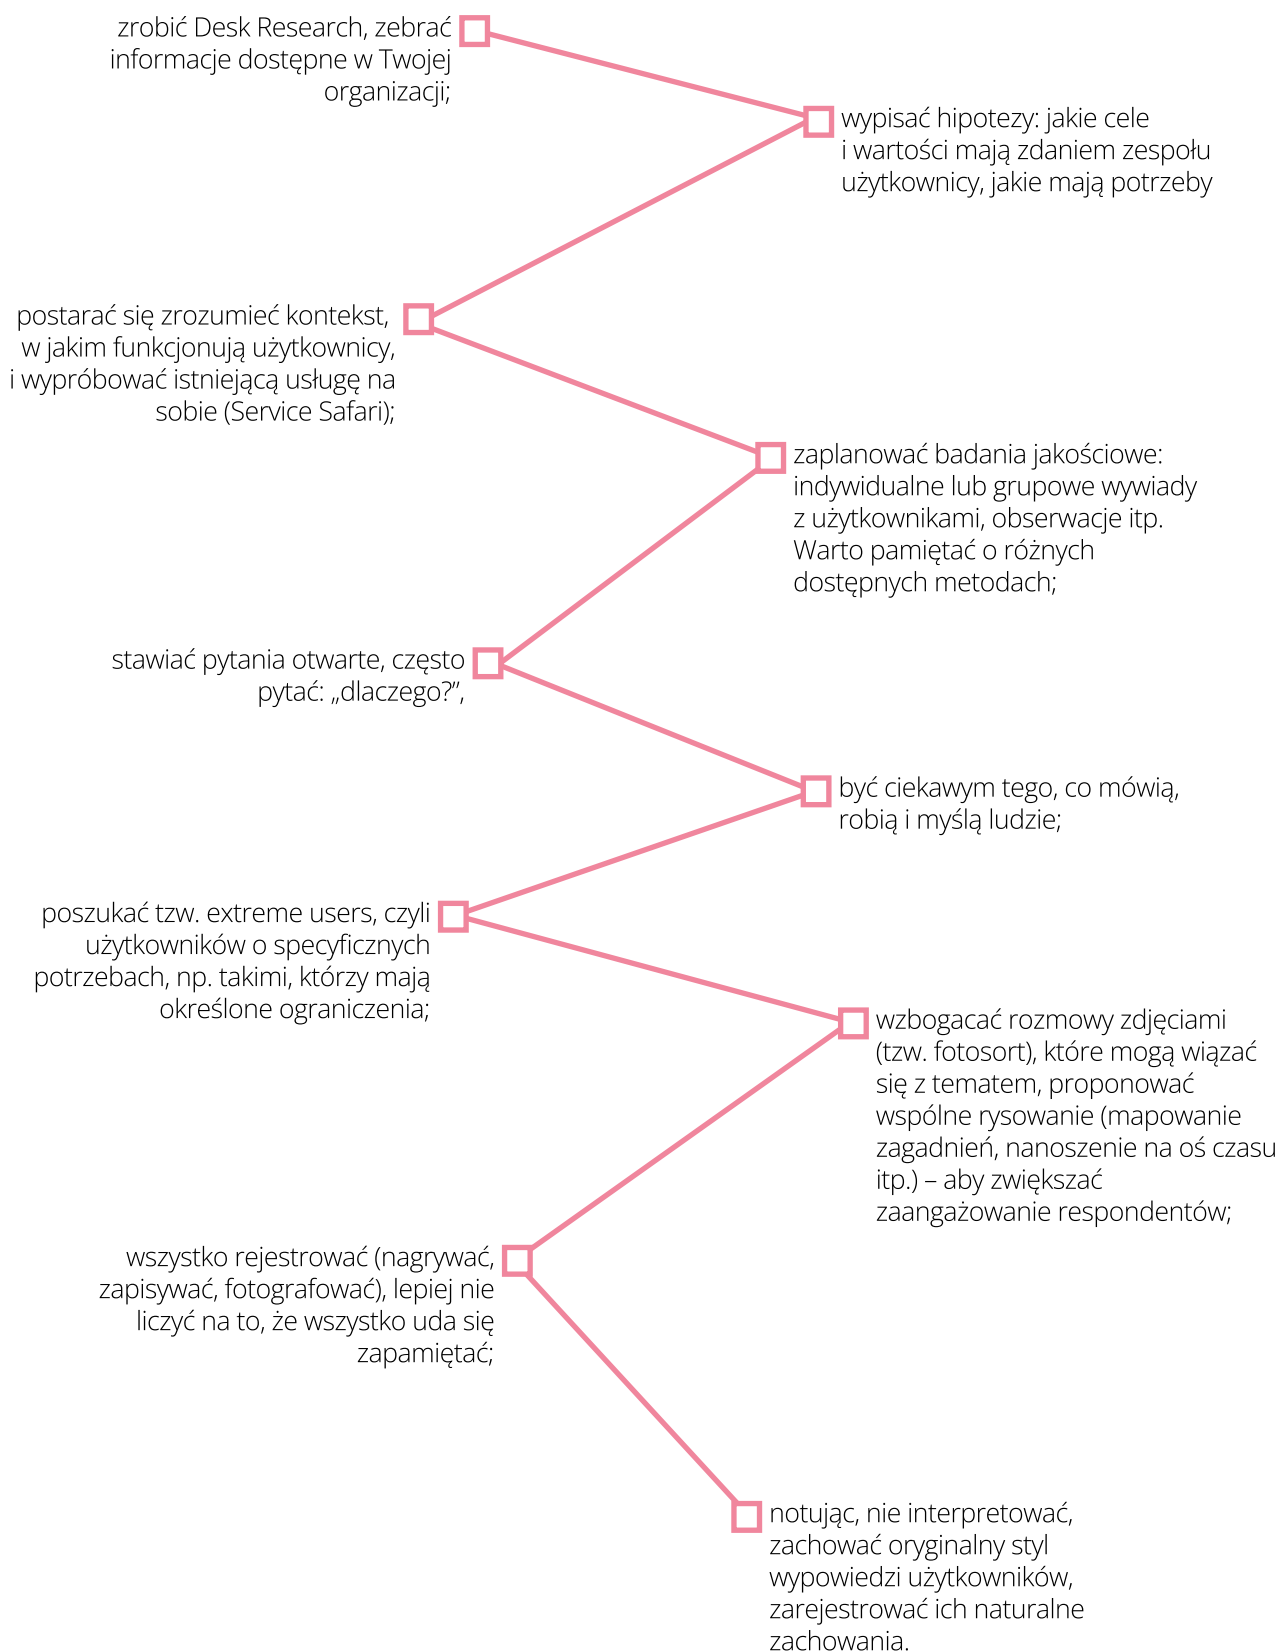 zrobić Desk Research, zebrać
informacje dostępne w Twojej
organizacji;
wypisać hipotezy: jakie cele
i wartości mają zdaniem zespołu
użytkownicy, jakie mają potrzeby
postarać się zrozumieć kontekst,
w jakim funkcjonują użytkownicy,
i wypróbować istniejącą usługę na
sobie (Service Safari);
zaplanować badania jakościowe:
indywidualne lub grupowe wywiady
z użytkownikami, obserwacje itp.
Warto pamiętać o różnych
dostępnych metodach;
stawiać pytania otwarte, często
pytać: „dlaczego?”,
być ciekawym tego, co mówią,
robią i myślą ludzie;
poszukać tzw. extreme users, czyli
użytkowników o specyficznych
potrzebach, np. takimi, którzy mają
określone ograniczenia;
wzbogacać rozmowy zdjęciami
(tzw. fotosort), które mogą wiązać
się z tematem, proponować
wspólne rysowanie (mapowanie
zagadnień, nanoszenie na oś czasu
itp.) – aby zwiększać
zaangażowanie respondentów;
wszystko rejestrować (nagrywać,
zapisywać, fotografować), lepiej nie
liczyć na to, że wszystko uda się
zapamiętać;
notując, nie interpretować,
zachować oryginalny styl
wypowiedzi użytkowników,
zarejestrować ich naturalne
zachowania.